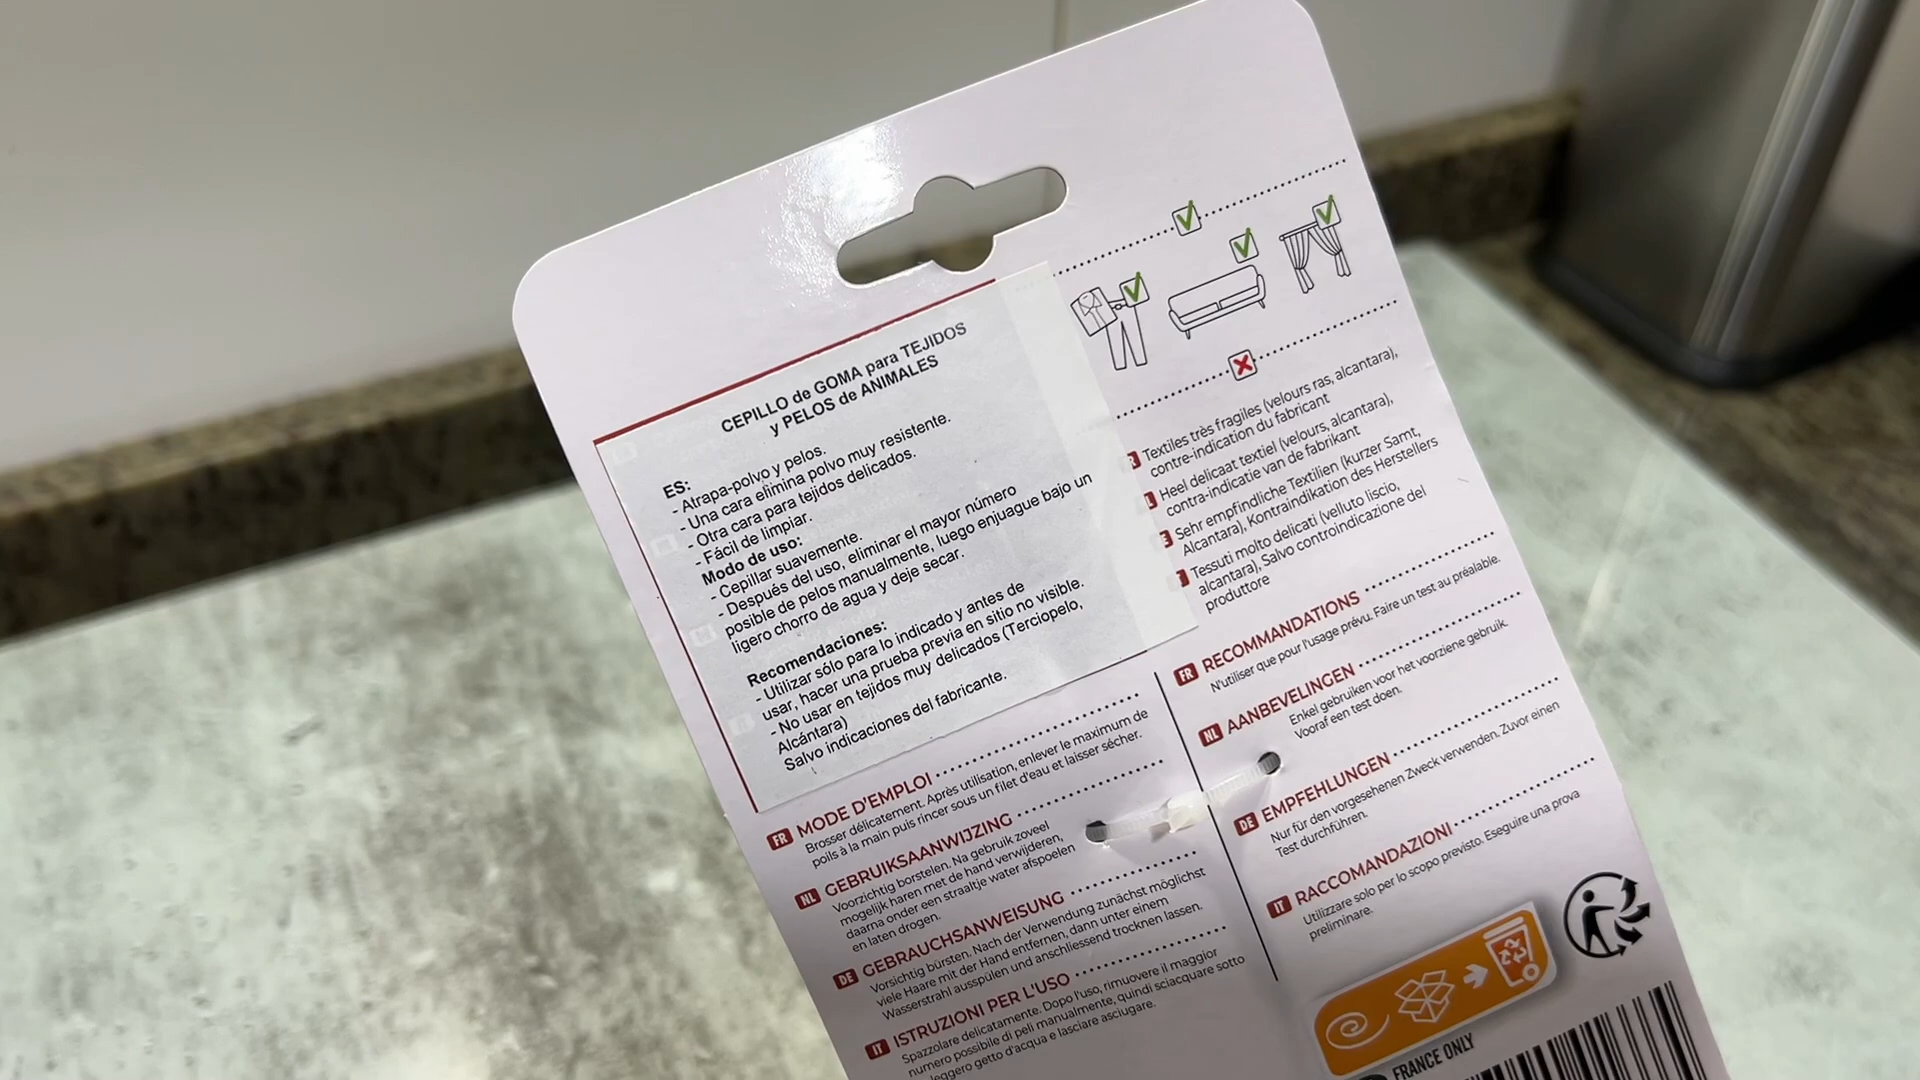 CEPILLO de GOMA para TEJIDOS
y PELOS de ANIMALES
ES:
- Atrapa-polvo y pelos.
- Una cara elimina polvo muy resistente.
- Otra cara para tejidos delicados.
- Fácil de limpiar.
Modo de uso:
- Cepillar suavemente.
- Después del uso, eliminar el mayor número
posible de pelos manualmente, luego enjuague bajo un
ligero chorro de agua y deje secar.
Recomendaciones:
- Utilizar sólo para lo indicado y antes de
usar, hacer una prueba previa en sitio no visible.
- No usar en tejidos muy delicados (Terciopelo,
Alcántara)
Salvo indicaciones del fabricante.
FR MODE D'EMPLOI
Brosser délicatement. Après utilisation, enlever le maximum de
poils à la main puis rincer sous un filet d'eau et laisser sécher.
NL GEBRUIKSAANWIJZING
Voorzichtig borstelen. Na gebruik zoveel
mogelijk haren met de hand verwijderen,
daarna onder een straaltje water afspoelen
en laten drogen.
DE GEBRAUCHSANWEISUNG
Vorsichtig bürsten. Nach der Verwendung zunächst möglichst
viele Haare mit der Hand entfernen, dann unter einem
Wasserstrahl ausspülen und anschliessend trocknen lassen.
IT ISTRUZIONI PER L'USO
Spazzolare delicatamente. Dopo l'uso, rimuovere il maggior
numero possibile di peli manualmente, quindi sciacquare sotto
leggero getto d'acqua e lasciare asciugare.
Textiles très fragiles (velours ras, alcantara),
contre-indication du fabricant
Heel delicaat textiel (velours, alcantara),
contra-indicatie van de fabrikant
Sehr empfindliche Textilien (kurzer Samt,
Alcantara), Kontraindikation des Herstellers
Tessuti molto delicati (velluto liscio,
alcantara), Salvo controindicazione del
produttore
FR RECOMMANDATIONS
N'utiliser que pour l'usage prévu. Faire un test au préalable.
NL AANBEVELINGEN
Enkel gebruiken voor het voorziene gebruik.
Vooraf een test doen.
DE EMPFEHLUNGEN
Nur für den vorgesehenen Zweck verwenden. Zuvor einen
Test durchführen.
IT RACCOMANDAZIONI
Utilizzare solo per lo scopo previsto. Eseguire una prova
preliminare.
FRANCE ONLY